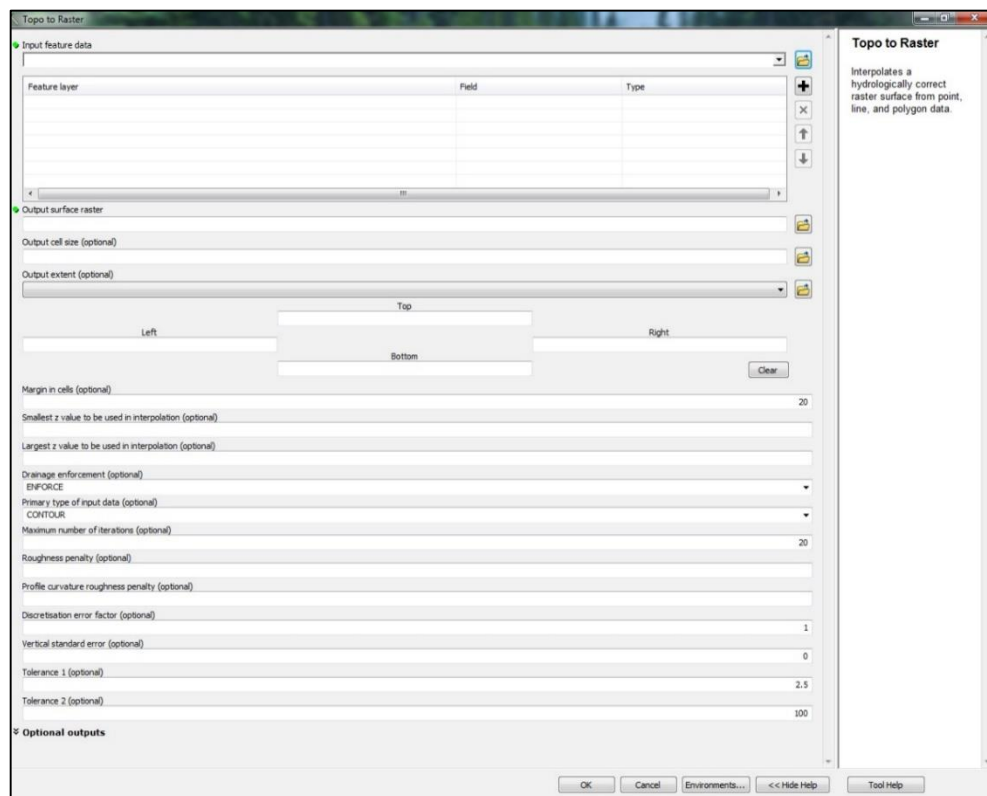 Topo to Raster
Input feature data
Feature layer Field Type
Output surface raster
Output cell size (optional)
Output extent (optional)
Top
Left Right
Bottom
Clear
Margin in cells (optional)
20
Smallest z value to be used in interpolation (optional)
Largest z value to be used in interpolation (optional)
Drainage enforcement (optional)
ENFORCE
Primary type of input data (optional)
CONTOUR
Maximum number of iterations (optional)
20
Roughness penalty (optional)
Profile curvature roughness penalty (optional)
Discretisation error factor (optional)
1
Vertical standard error (optional)
0
Tolerance 1 (optional)
2.5
Tolerance 2 (optional)
100
Optional outputs
OK Cancel Environments... << Hide Help Tool Help
Topo to Raster
Interpolates a
hydrologically correct
raster surface from point,
line, and polygon data.